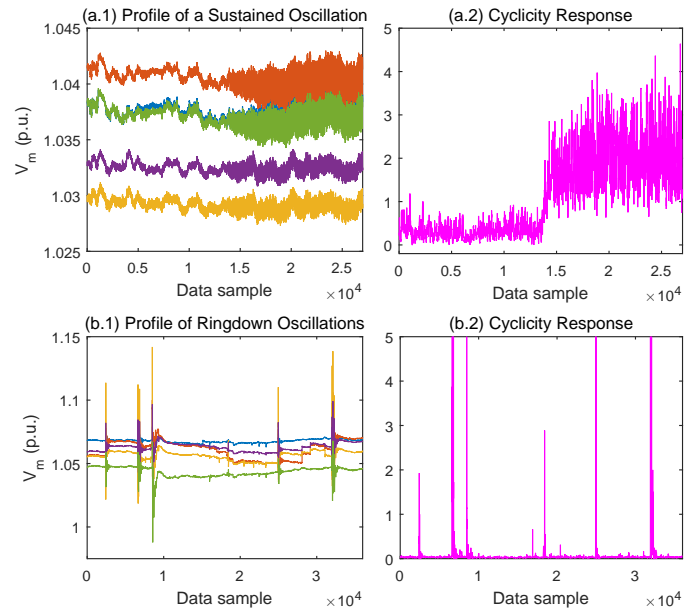 (a.1) Profile of a Sustained Oscillation
1.045
1.04
1.035
1.03
1.025
V_m (p.u.)
0 0.5 1 1.5 2 2.5
Data sample
×10^4
(a.2) Cyclicity Response
5
4
3
2
1
0
0 0.5 1 1.5 2 2.5
Data sample
×10^4
(b.1) Profile of Ringdown Oscillations
1.15
1.1
1.05
1
V_m (p.u.)
0 1 2 3
Data sample
×10^4
(b.2) Cyclicity Response
5
4
3
2
1
0
0 1 2 3
Data sample
×10^4